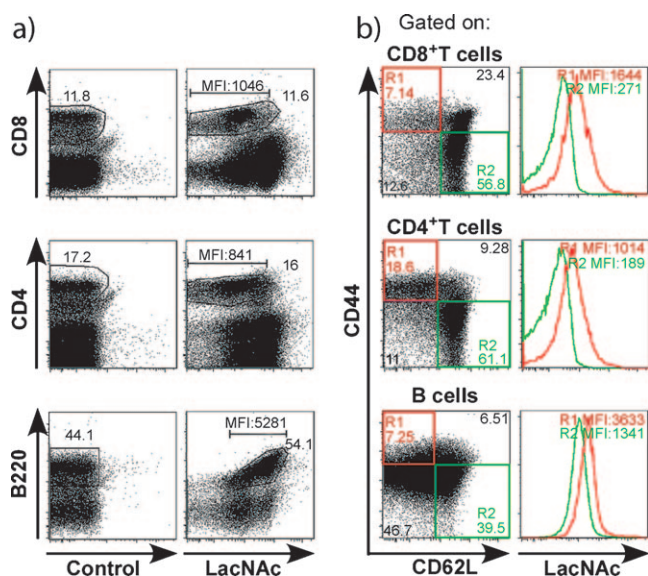 a)
CD8
11.8
MFI:1046
11.6
CD4
17.2
MFI:841
16
B220
44.1
MFI:5281
54.1
Control
LacNAc
b)
Gated on:
CD8+T cells
R1
7.14
23.4
12.6
R2
56.8
R1 MFI:1644
R2 MFI:271
CD4+T cells
R1
18.6
9.28
11
R2
61.1
R1 MFI:1014
R2 MFI:189
CD44
B cells
R1
7.25
6.51
46.7
R2
39.5
R1 MFI:3633
R2 MFI:1341
CD62L
LacNAc